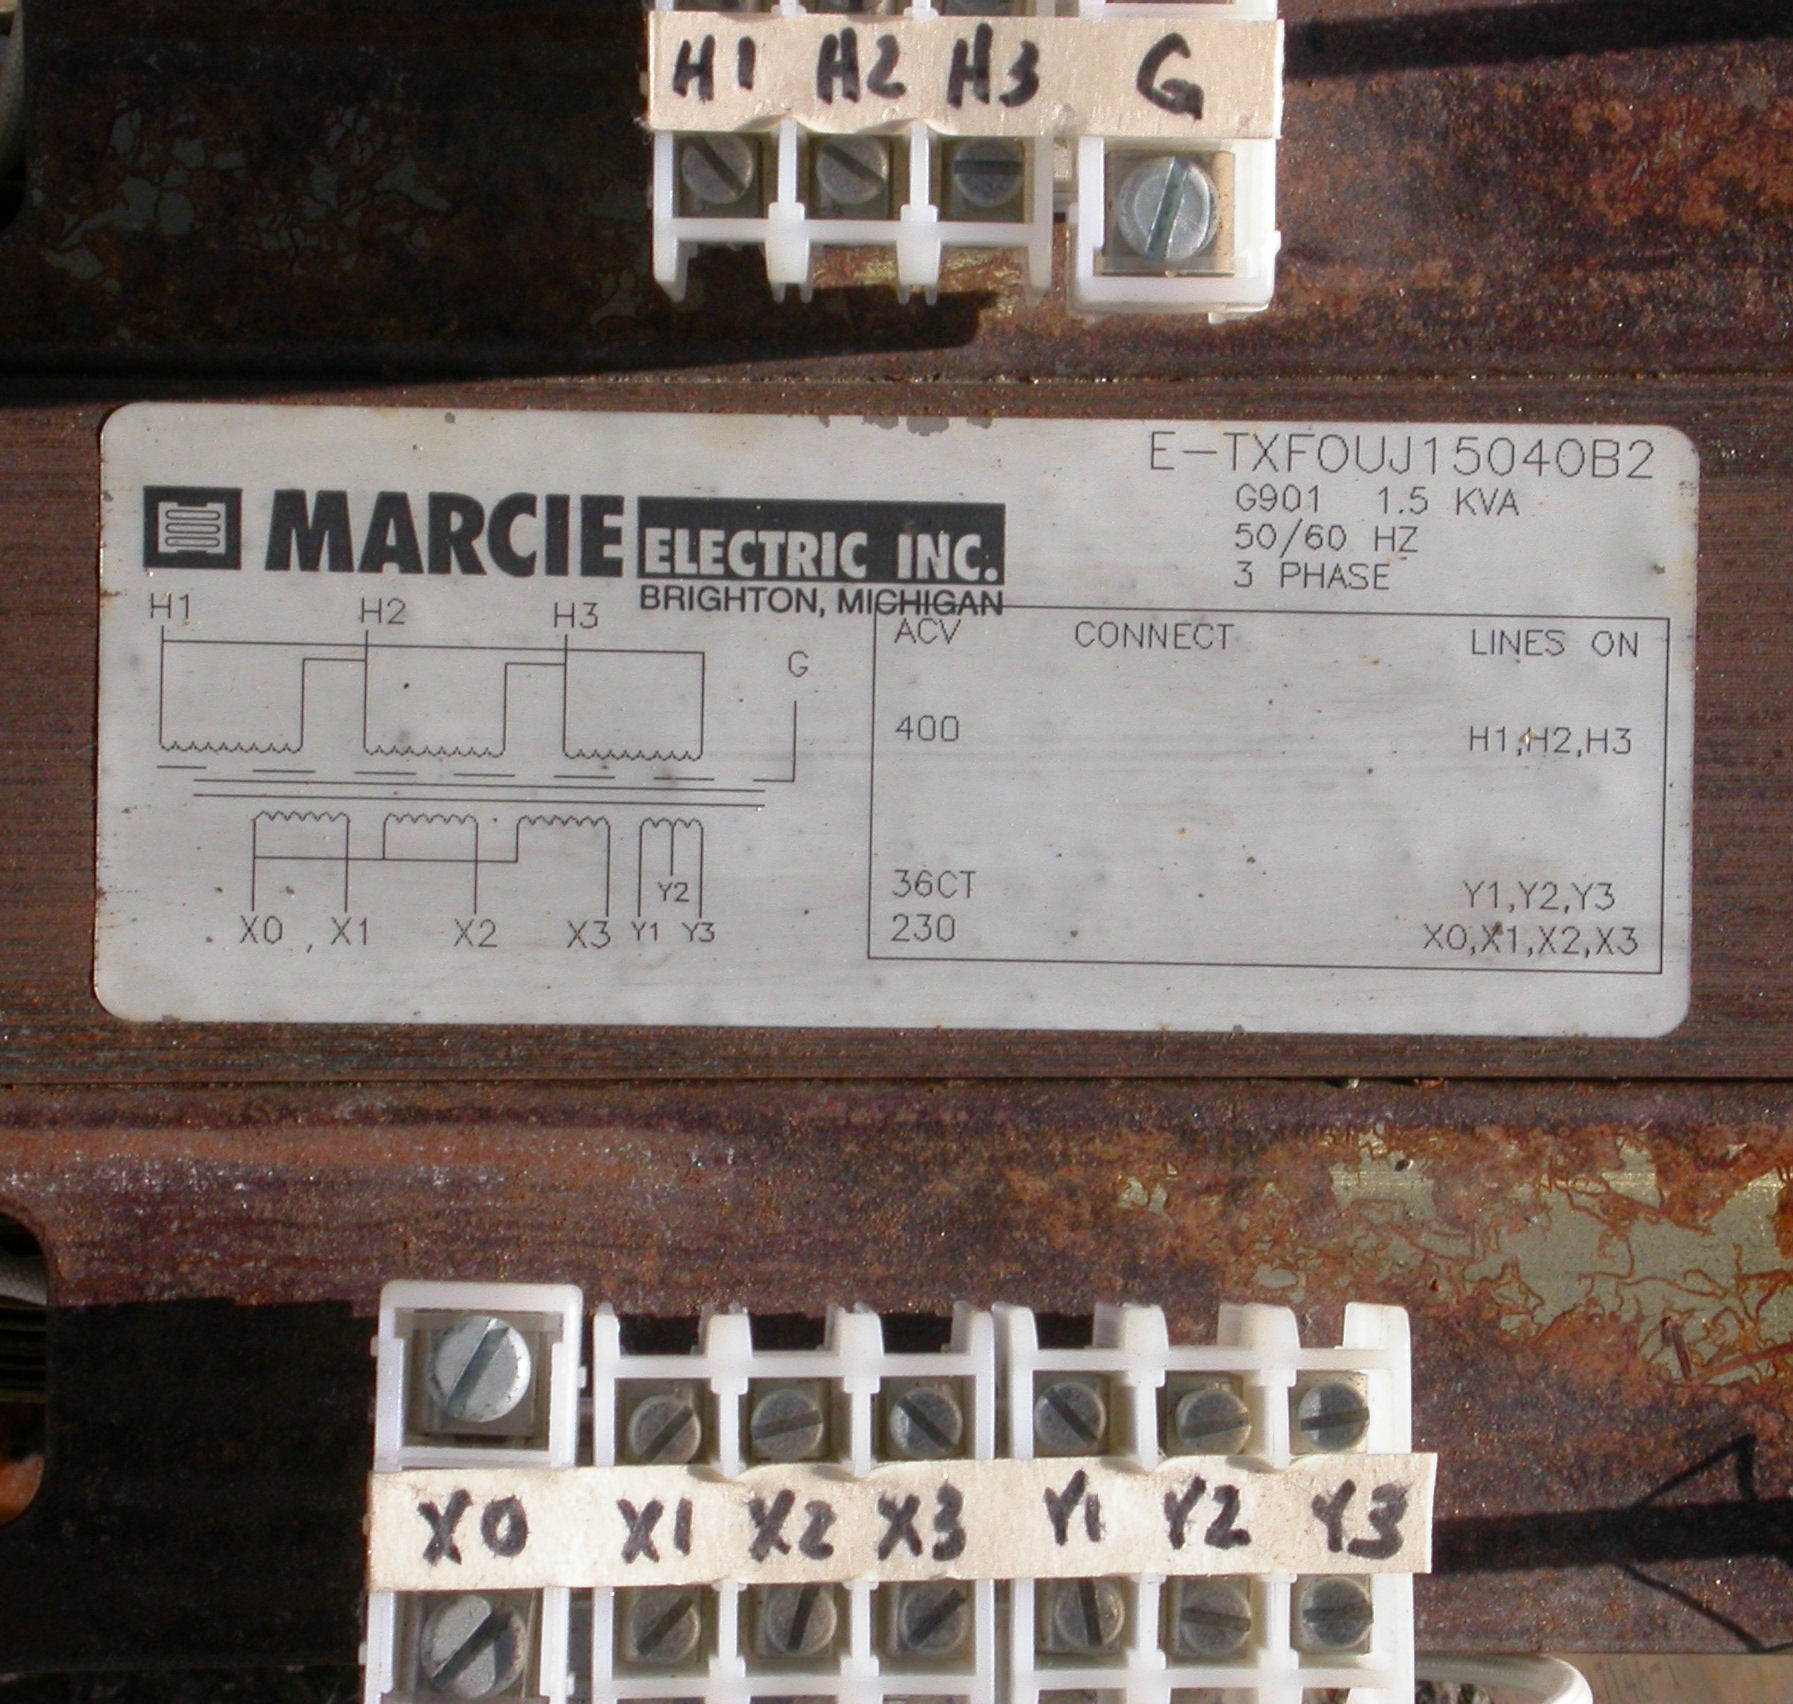 H1 H2 H3 G
E-TXFOUJ15040B2
G901 1.5 KVA
50/60 HZ
3 PHASE
MARCIE ELECTRIC INC.
BRIGHTON, MICHIGAN
H1 H2 H3
G
ACV CONNECT LINES ON
400 H1,H2,H3
36CT Y1,Y2,Y3
230 X0,X1,X2,X3
Y2
X0 X1 X2 X3 Y1 Y3
X0 X1 X2 X3 Y1 Y2 Y3